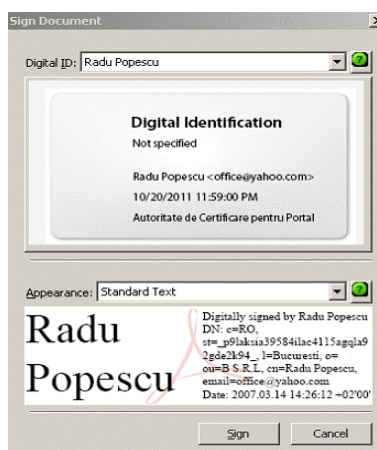 Sign Document
Digital ID: Radu Popescu
Digital Identification
Not specified
Radu Popescu <office@yahoo.com>
10/20/2011 11:59:00 PM
Autoritate de Certificare pentru Portal
Appearance: Standard Text
Radu
Popescu
Digitally signed by Radu Popescu
DN: c=RO,
st=_p9laksia39584ilac4115agqla9
2gde2k94_, l=Bucuresti, o=
ou=B S.R.L, cn=Radu Popescu,
email=office@yahoo.com
Date: 2007.03.14 14:26:12 +02'00'
Sign
Cancel